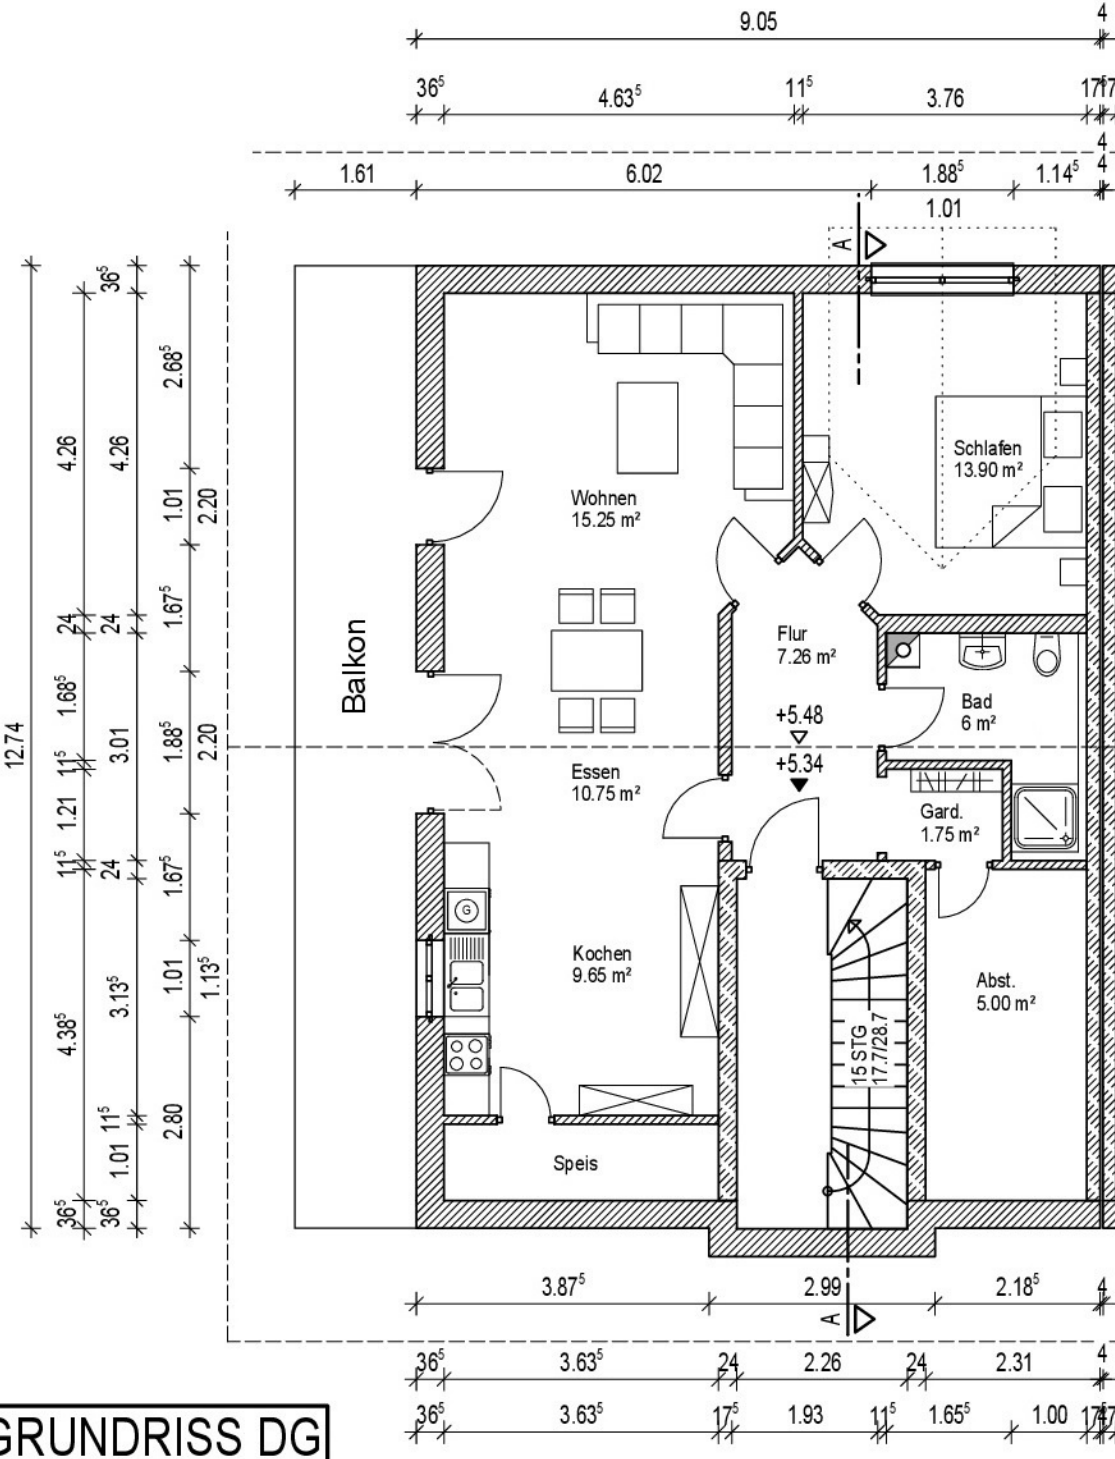 9.05
4
36⁵
4.63⁵
11⁵
3.76
17⁵
4
1.61
6.02
1.88⁵
1.14⁵
4
1.01
A
36⁵
2.68⁵
4.26
4.26
1.01
2.20
24
24
1.67⁵
1.68⁵
3.01
1.88⁵
2.20
12.74
11⁵
1.21
11⁵
24
1.67⁵
1.01
1.13⁵
3.13⁵
4.38⁵
11⁵
2.80
1.01
36⁵
36⁵
Balkon
Wohnen
15.25 m²
Schlafen
13.90 m²
Flur
7.26 m²
Bad
6 m²
+5.48
+5.34
Essen
10.75 m²
Gard.
1.75 m²
G
Kochen
9.65 m²
Abst.
5.00 m²
15 STG
17.7/28.7
Speis
3.87⁵
2.99
2.18⁵
4
A
36⁵
3.63⁵
24
2.26
24
2.31
4
36⁵
3.63⁵
17⁵
1.93
11⁵
1.65⁵
1.00
GRUNDRISS DG